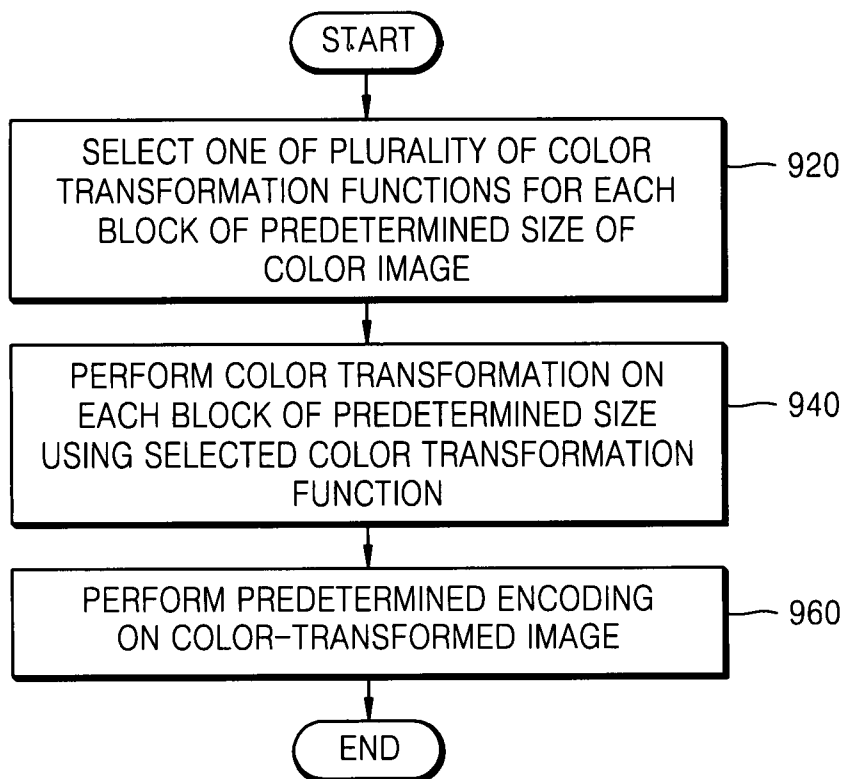 START
SELECT ONE OF PLURALITY OF COLOR
TRANSFORMATION FUNCTIONS FOR EACH
BLOCK OF PREDETERMINED SIZE OF
COLOR IMAGE
920
PERFORM COLOR TRANSFORMATION ON
EACH BLOCK OF PREDETERMINED SIZE
USING SELECTED COLOR TRANSFORMATION
FUNCTION
940
PERFORM PREDETERMINED ENCODING
ON COLOR-TRANSFORMED IMAGE
960
END